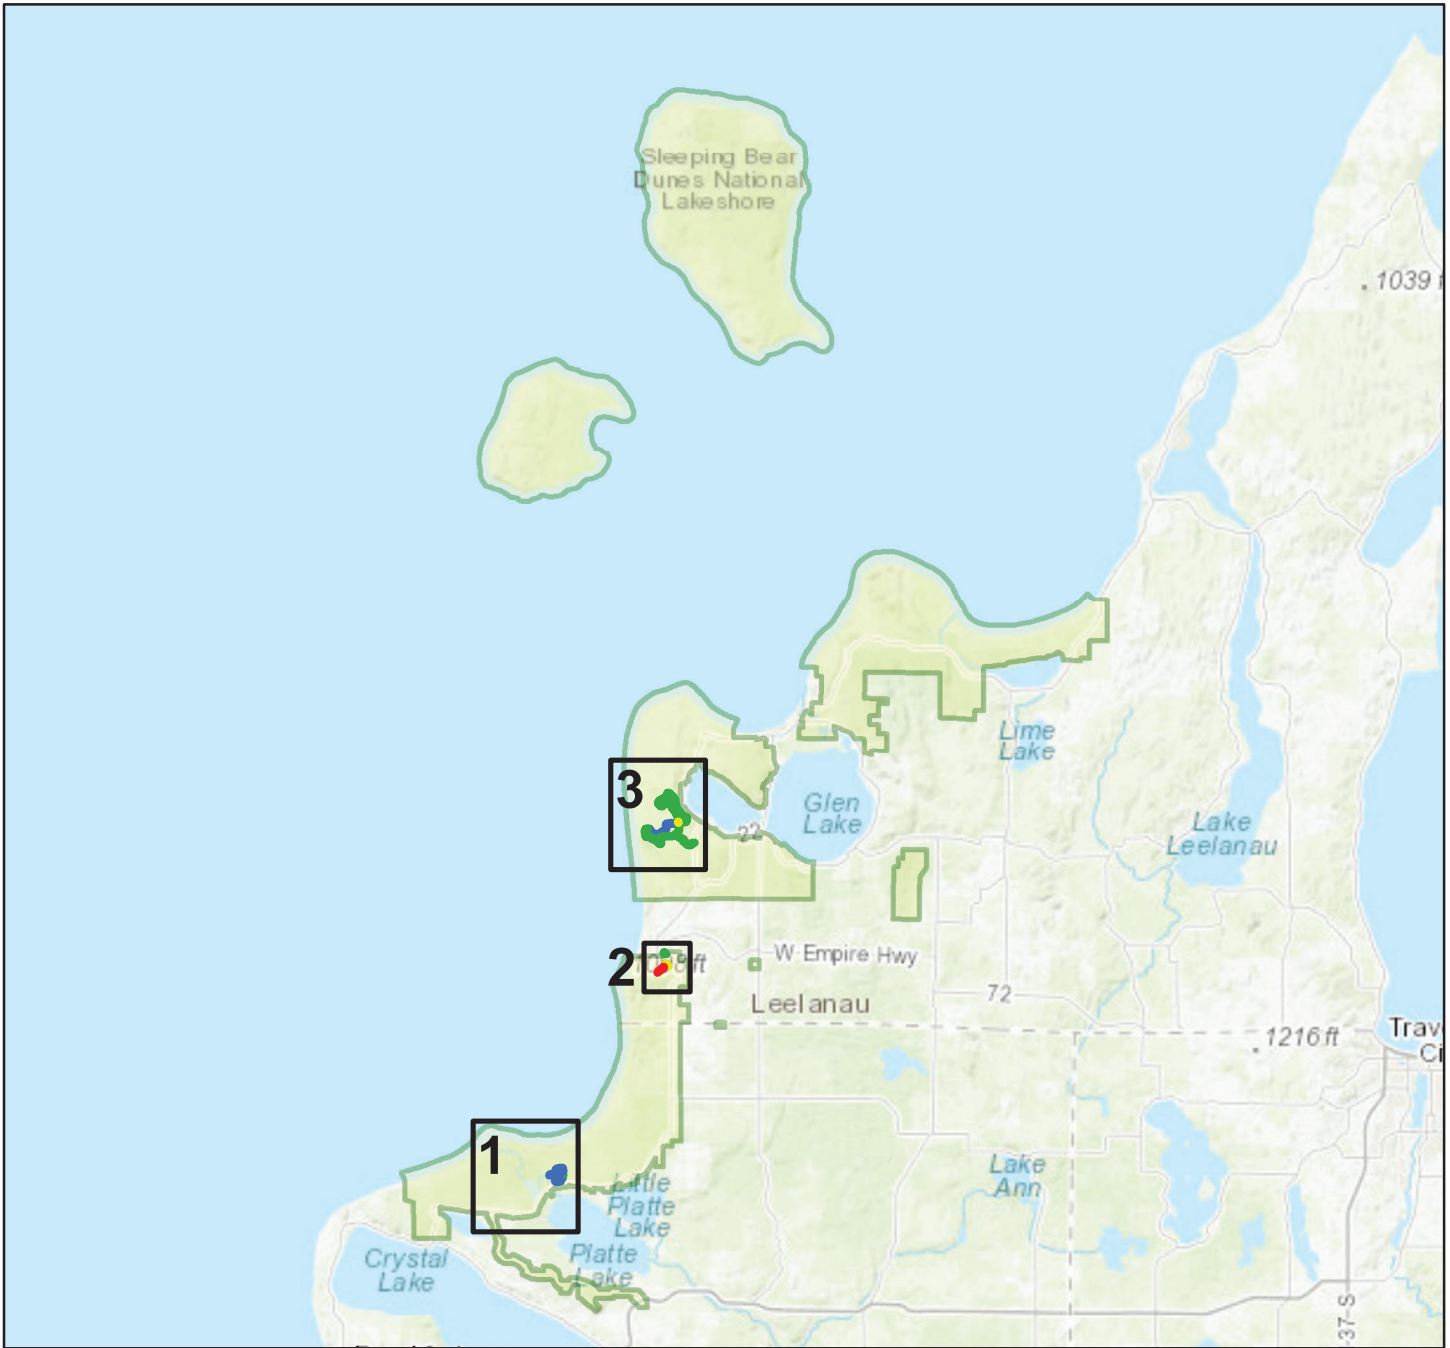 Sleeping Bear
Dunes National
Lakeshore
1039 f
Lime
Lake
3
Glen
Lake
22
Lake
Leelanau
2
W Empire Hwy
72
Leelanau
1216 ft
Trav
Ci
1
Lake
Ann
Little
Platte
Lake
Platte
Lake
Crystal
Lake
37-S